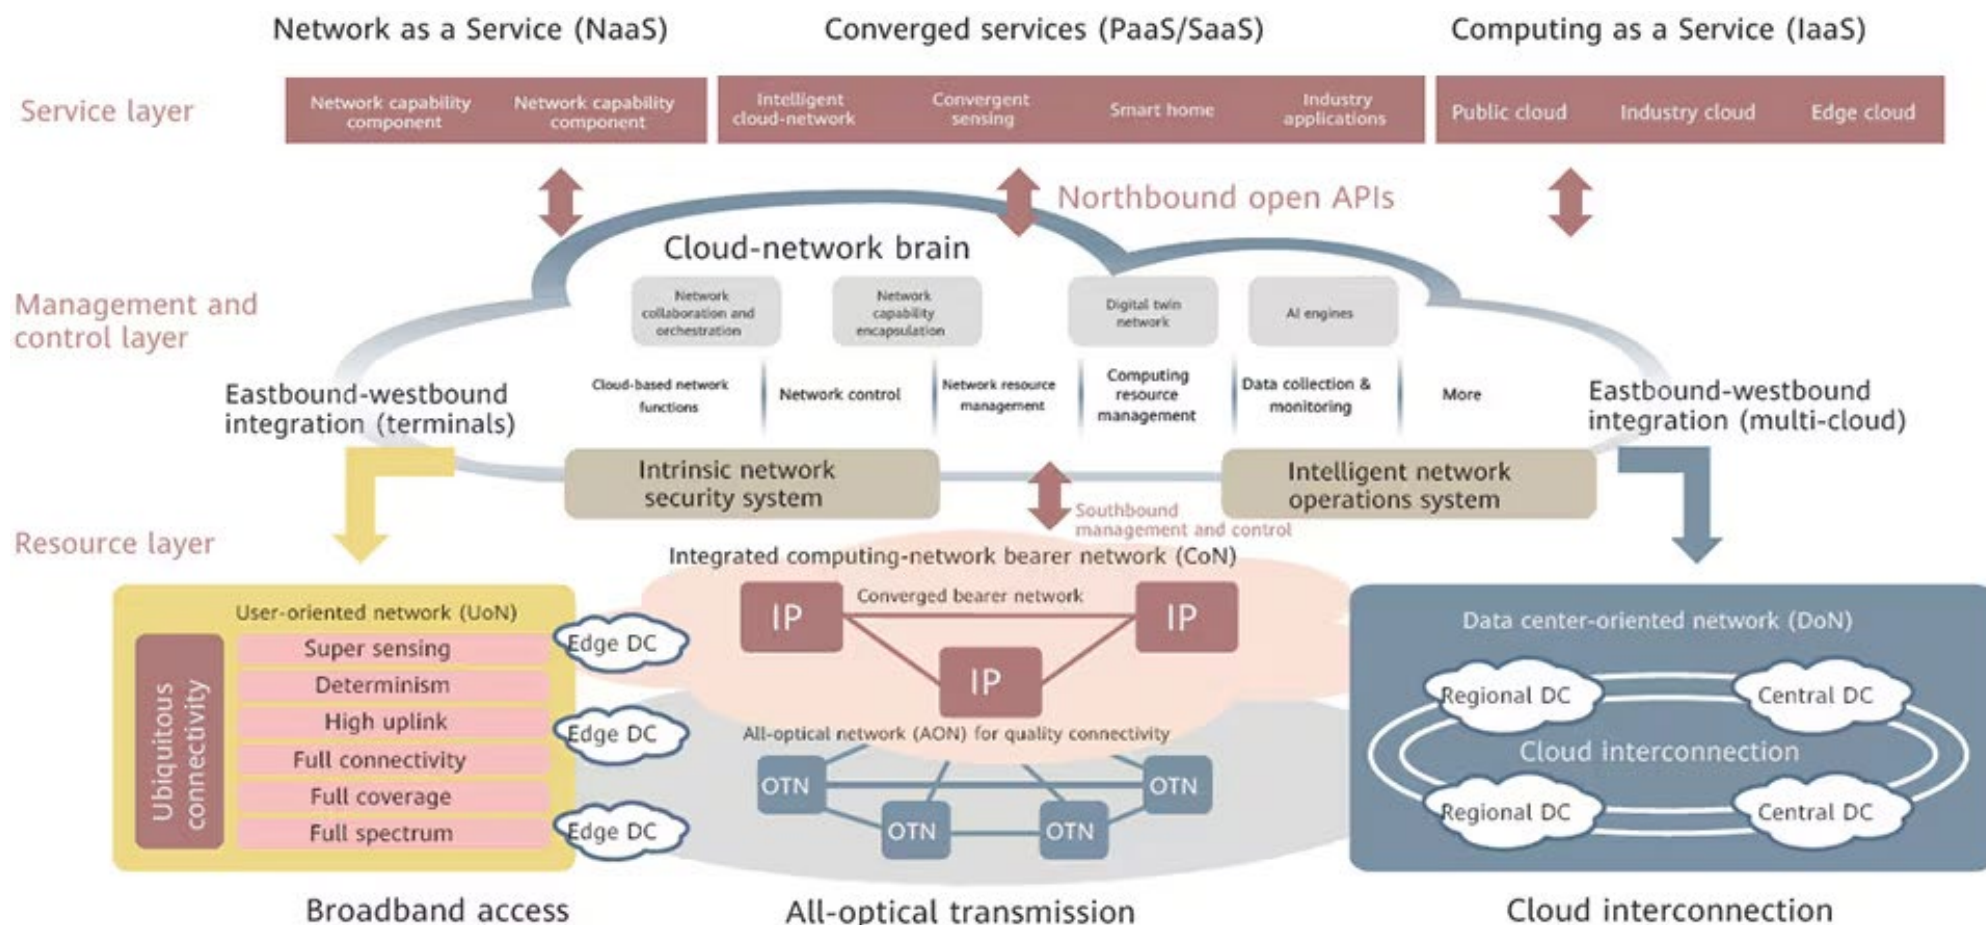 Network as a Service (NaaS)
Converged services (PaaS/SaaS)
Computing as a Service (IaaS)
Service layer
Network capability
component
Network capability
component
Intelligent
cloud-network
Convergent
sensing
Smart home
Industry
applications
Public cloud
Industry cloud
Edge cloud
Northbound open APIs
Cloud-network brain
Management and
control layer
Network
collaboration and
orchestration
Network
capability
encapsulation
Digital twin
network
AI engines
Eastbound-westbound
integration (terminals)
Cloud-based network
functions
Network control
Network resource
management
Computing
resource
management
Data collection &
monitoring
More
Eastbound-westbound
integration (multi-cloud)
Intrinsic network
security system
Intelligent network
operations system
Southbound
management and control
Resource layer
Integrated computing-network bearer network (CoN)
User-oriented network (UoN)
Ubiquitous
connectivity
Super sensing
Determinism
High uplink
Full connectivity
Full coverage
Full spectrum
Edge DC
Edge DC
Edge DC
IP
Converged bearer network
IP
IP
All-optical network (AON) for quality connectivity
OTN
OTN
OTN
OTN
Data center-oriented network (DoN)
Regional DC
Central DC
Cloud interconnection
Regional DC
Central DC
Broadband access
All-optical transmission
Cloud interconnection